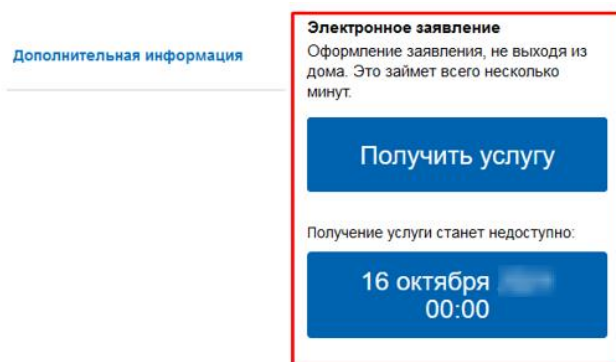 Дополнительная информация
Электронное заявление
Оформление заявления, не выходя из
дома. Это займет всего несколько
минут.
Получить услугу
Получение услуги станет недоступно:
16 октября
00:00